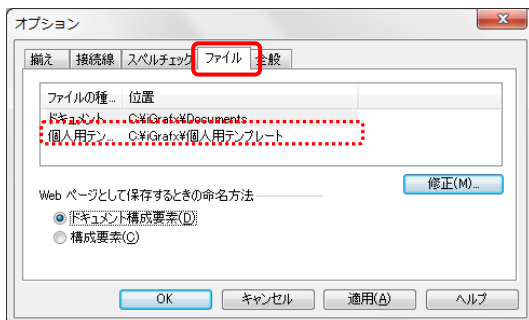 オプション
揃え 接続線 スペルチェック ファイル 全般
ファイルの種... 位置
ドキュメント C:¥iGrafx¥Documents
個人用テン... C:¥iGrafx¥個人用テンプレート
修正(M)...
Web ページとして保存するときの命名方法
ドキュメント構成要素(D)
構成要素(C)
OK キャンセル 適用(A) ヘルプ